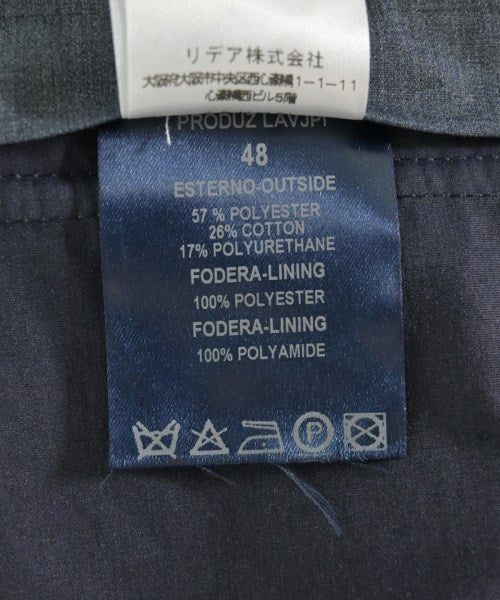 リデア株式会社
大阪府大阪市中央区西心斎橋1-1-11
心斎橋西ビル5階
PRODUZ LAVJPI
48
ESTERNO-OUTSIDE
57 % POLYESTER
26% COTTON
17% POLYURETHANE
FODERA-LINING
100% POLYESTER
FODERA-LINING
100% POLYAMIDE
P